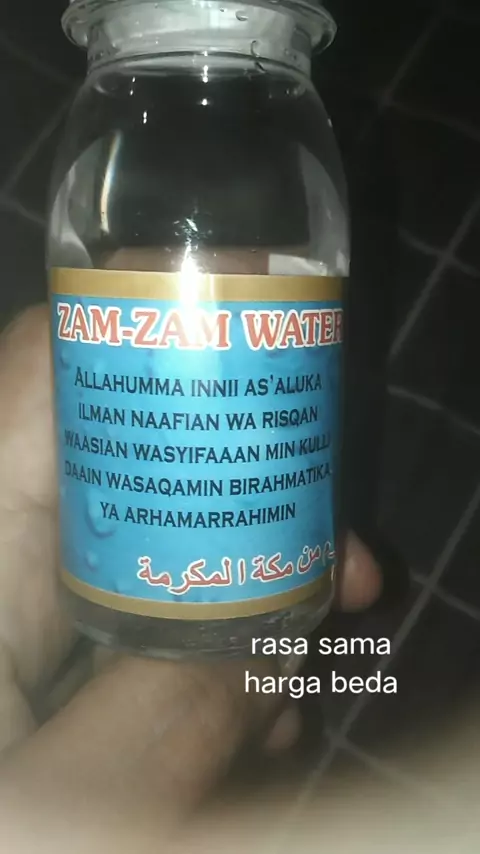 ZAM-ZAM WATER
ALLAHUMMA INNII AS'ALUKA
ILMAN NAAFIAN WA RISQAN
WAASIAN WASYIFAAAN MIN KULLI
DAAIN WASAQAMIN BIRAHMATIKA
YA ARHAMARRAHIMIN
من مكة المكرمة
rasa sama
harga beda